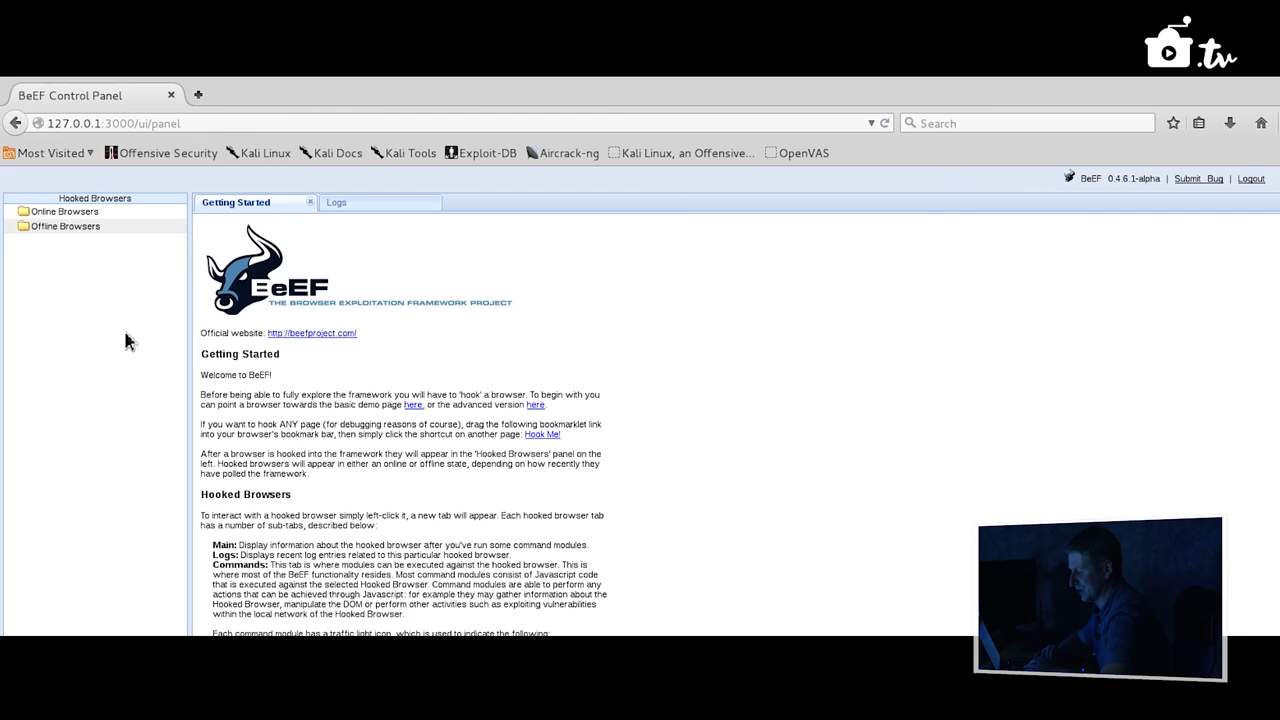 .tv
BeEF Control Panel
127.0.0.1:3000/ui/panel
Search
Most Visited
Offensive Security
Kali Linux
Kali Docs
Kali Tools
Exploit-DB
Aircrack-ng
Kali Linux, an Offensive...
OpenVAS
BeEF 0.4.6.1-alpha | Submit Bug | Logout
Hooked Browsers
Online Browsers
Offline Browsers
Getting Started
Logs
BeEF
THE BROWSER EXPLOITATION FRAMEWORK PROJECT
Official website: http://beefproject.com/
Getting Started
Welcome to BeEF!
Before being able to fully explore the framework you will have to 'hook' a browser. To begin with you
can point a browser towards the basic demo page here, or the advanced version here.
If you want to hook ANY page (for debugging reasons of course), drag the following bookmarklet link
into your browser's bookmark bar, then simply click the shortcut on another page: Hook Me!
After a browser is hooked into the framework they will appear in the 'Hooked Browsers' panel on the
left. Hooked browsers will appear in either an online or offline state, depending on how recently they
have polled the framework.
Hooked Browsers
To interact with a hooked browser simply left-click it, a new tab will appear. Each hooked browser tab
has a number of sub-tabs, described below:
Main: Display information about the hooked browser after you've run some command modules.
Logs: Displays recent log entries related to this particular hooked browser.
Commands: This tab is where modules can be executed against the hooked browser. This is
where most of the BeEF functionality resides. Most command modules consist of Javascript code
that is executed against the selected Hooked Browser. Command modules are able to perform any
actions that can be achieved through Javascript: for example they may gather information about the
Hooked Browser, manipulate the DOM or perform other activities such as exploiting vulnerabilities
within the local network of the Hooked Browser.
Each command module has a traffic light icon, which is used to indicate the following: